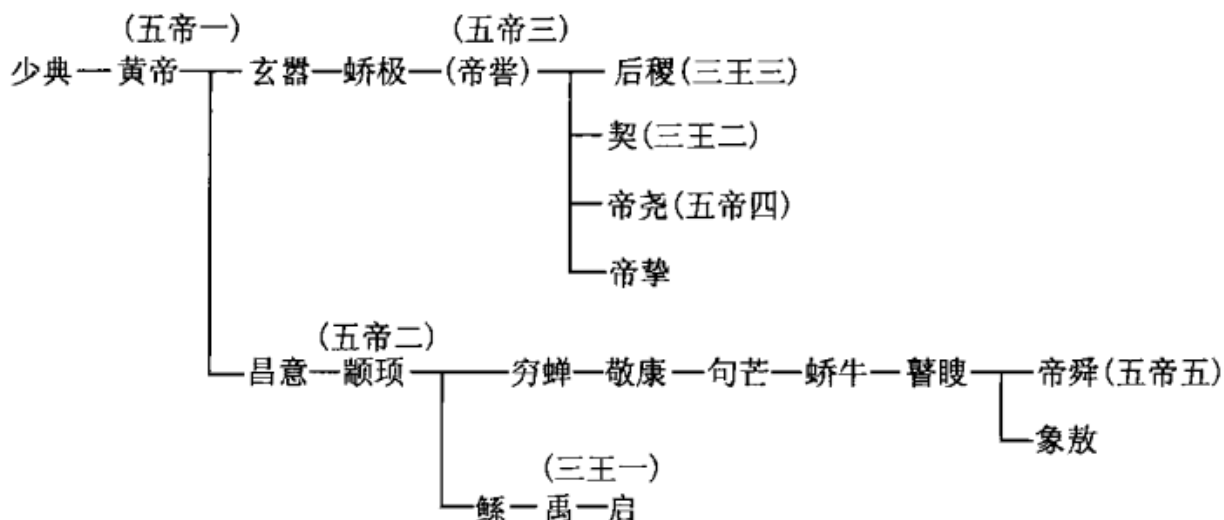 (五帝一) (五帝三)
少典 黄帝 玄嚣 蛴极 (帝喾) 后稷(三王三)
契(三王二)
帝尧(五帝四)
帝挚
(五帝二)
昌意 颛顼 穷蝉 敬康 句芒 蛴牛 瞽瞍 帝舜(五帝五)
象敖
(三王一)
鲧 禹 启